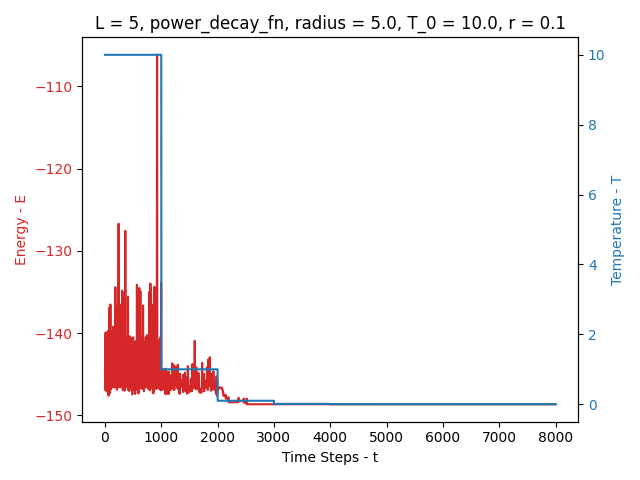 L = 5, power_decay_fn, radius = 5.0, T_0 = 10.0, r = 0.1
Energy - E
−110
−120
−130
−140
−150
10
8
6
4
2
0
Temperature - T
0 1000 2000 3000 4000 5000 6000 7000 8000
Time Steps - t